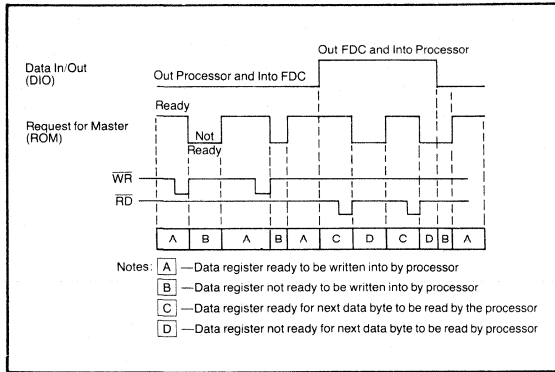 Out FDC and Into Processor
Data In/Out
(DIO)
Out Processor and Into FDC
Ready
Request for Master
(ROM)
Not
Ready
WR
RD
A B A B A C D C D B A
Notes: A —Data register ready to be written into by processor
B —Data register not ready to be written into by processor
C —Data register ready for next data byte to be read by the processor
D —Data register not ready for next data byte to be read by processor